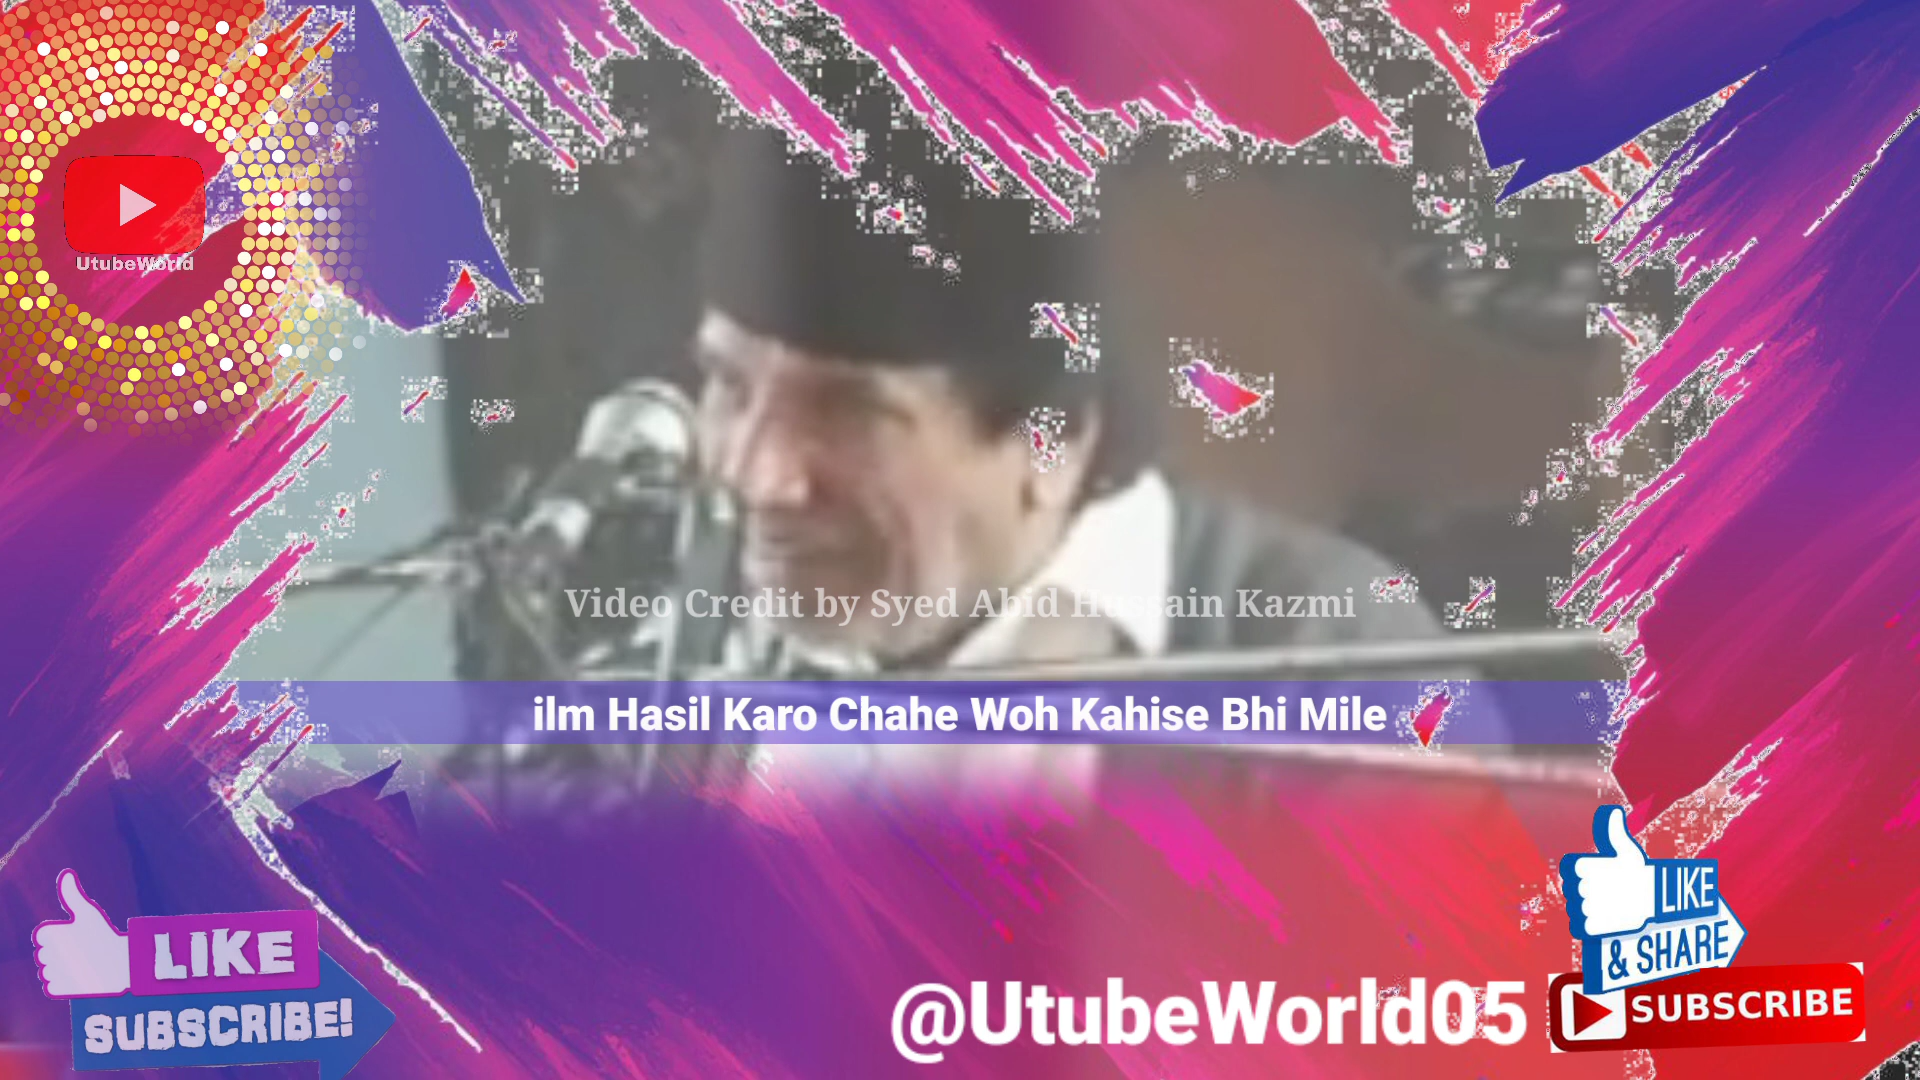 UtubeWorld
Video Credit by Syed Abid Hussain Kazmi
ilm Hasil Karo Chahe Woh Kahise Bhi Mile
LIKE
SUBSCRIBE!
@UtubeWorld05
LIKE
& SHARE
SUBSCRIBE